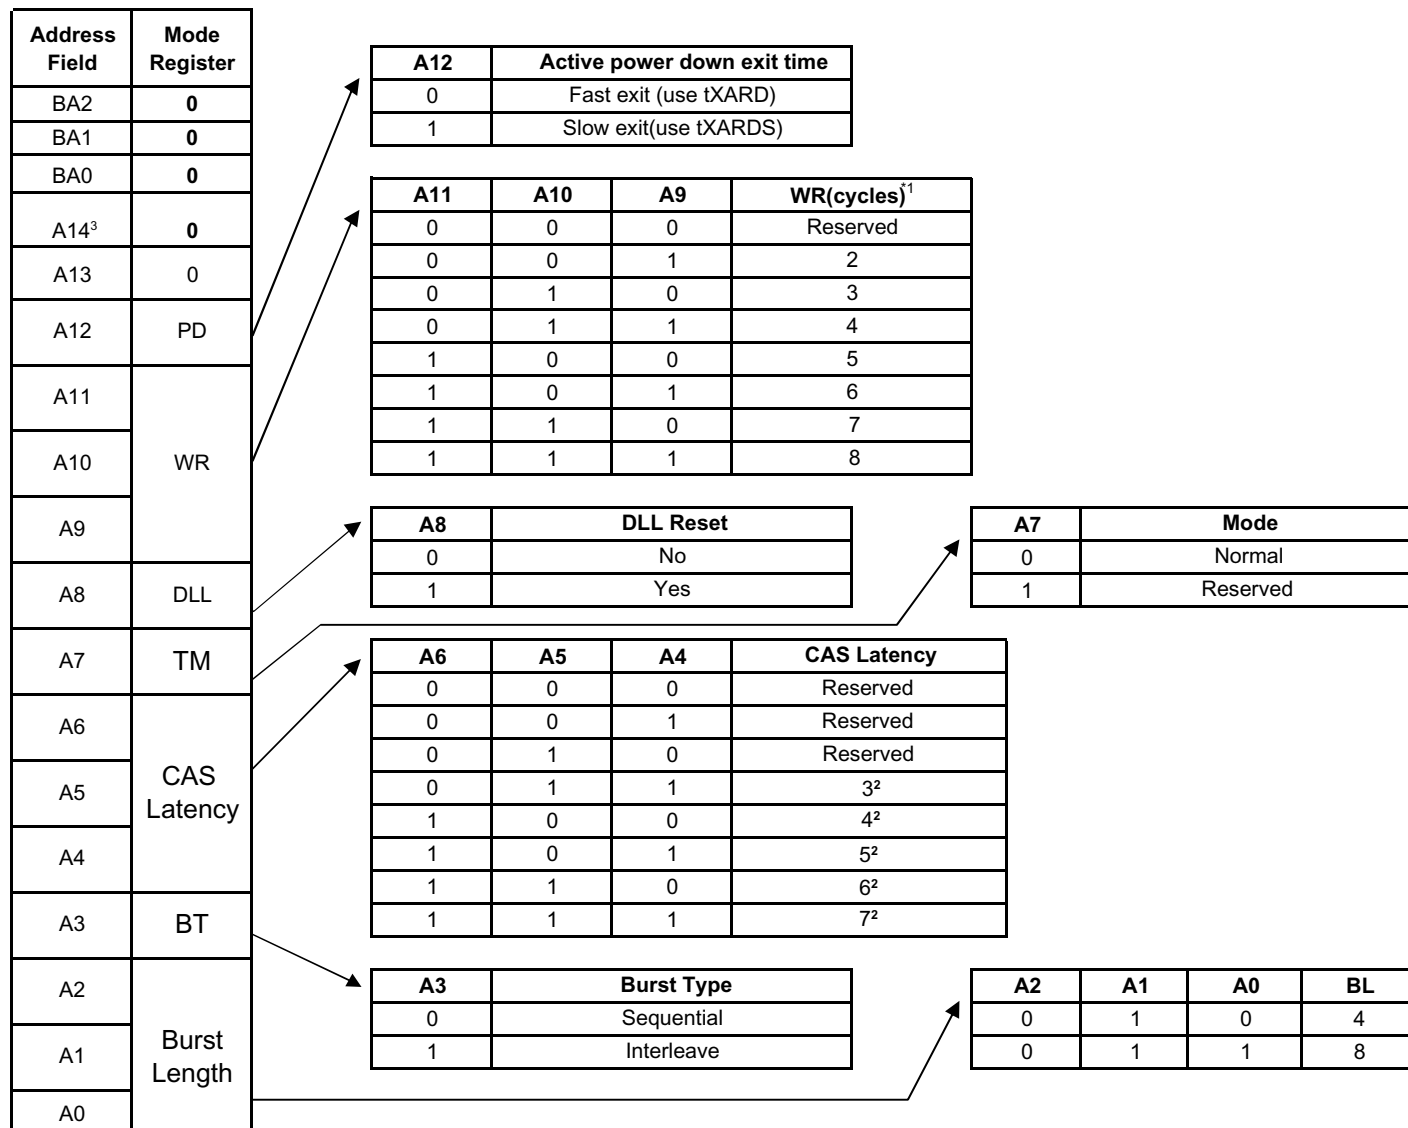 Address Field Mode Register
BA2 0
BA1 0
BA0 0
A14³ 0
A13 0
A12 PD
A11
A10 WR
A9
A8 DLL
A7 TM
A6
A5 CAS Latency
A4
A3 BT
A2
A1 Burst Length
A0
A12 Active power down exit time
0 Fast exit (use tXARD)
1 Slow exit(use tXARDS)
A11 A10 A9 WR(cycles)*1
0 0 0 Reserved
0 0 1 2
0 1 0 3
0 1 1 4
1 0 0 5
1 0 1 6
1 1 0 7
1 1 1 8
A8 DLL Reset
0 No
1 Yes
A7 Mode
0 Normal
1 Reserved
A6 A5 A4 CAS Latency
0 0 0 Reserved
0 0 1 Reserved
0 1 0 Reserved
0 1 1 3²
1 0 0 4²
1 0 1 5²
1 1 0 6²
1 1 1 7²
A3 Burst Type
0 Sequential
1 Interleave
A2 A1 A0 BL
0 1 0 4
0 1 1 8